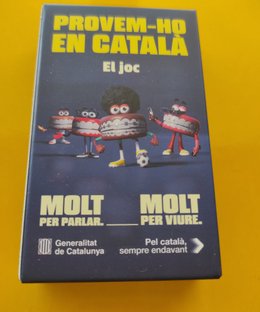 PROVEM-HO
EN CATALÀ
El joc
MOLT
PER PARLAR.
MOLT
PER VIURE.
Generalitat
de Catalunya
Pel català,
sempre endavant